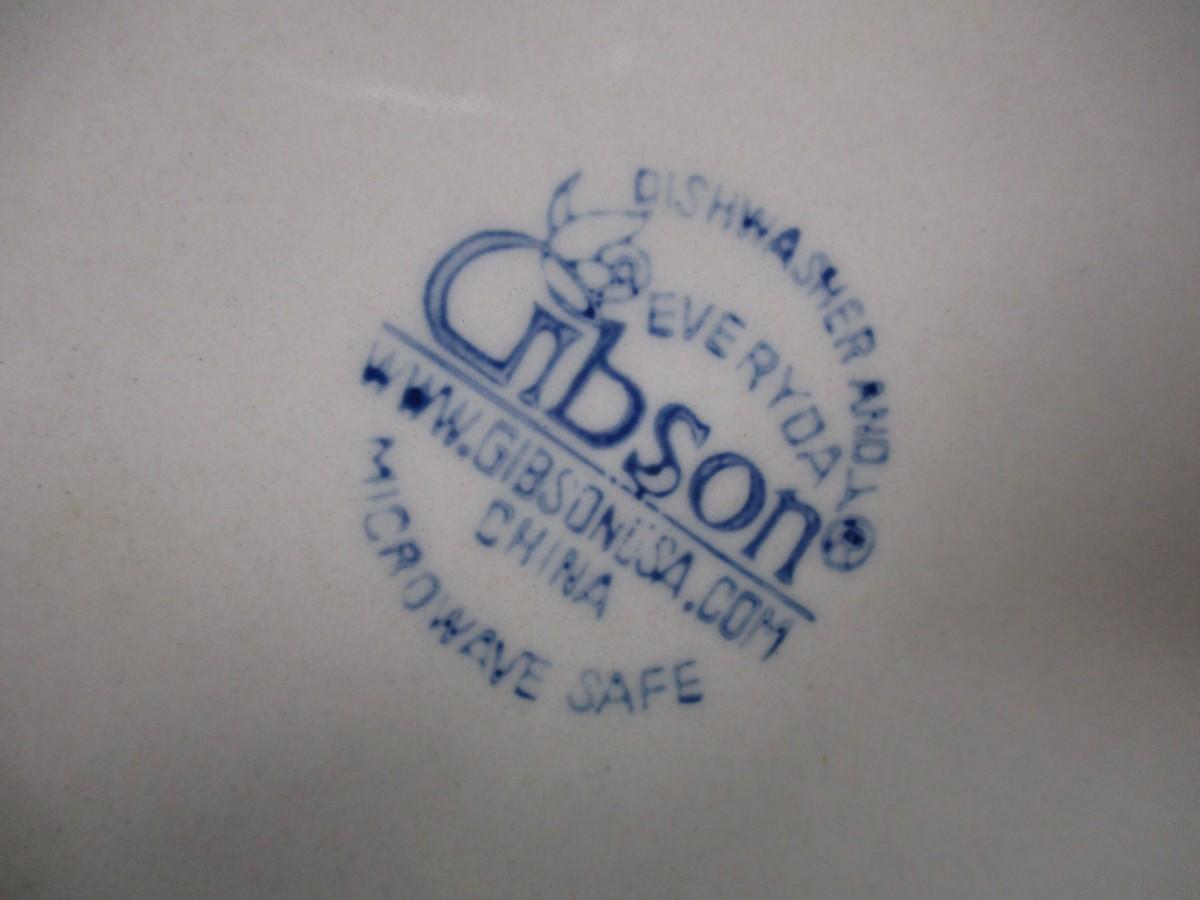 DISHWASHER AND
EVERYDAY
Gibson®
WWW.GIBSONUSA.COM
CHINA
MICROWAVE SAFE